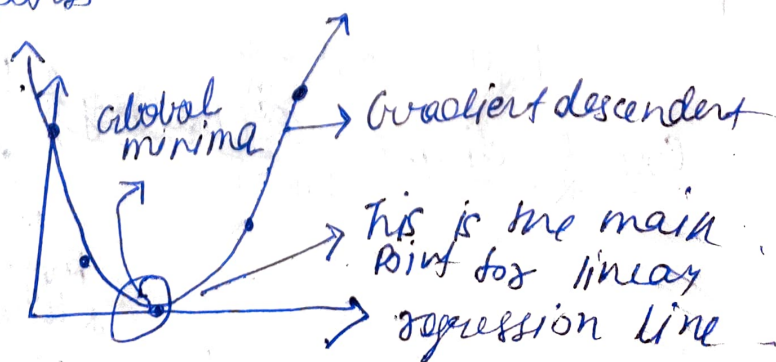 Global
minima
Gradient descendent
This is the main
point for linear
regression line